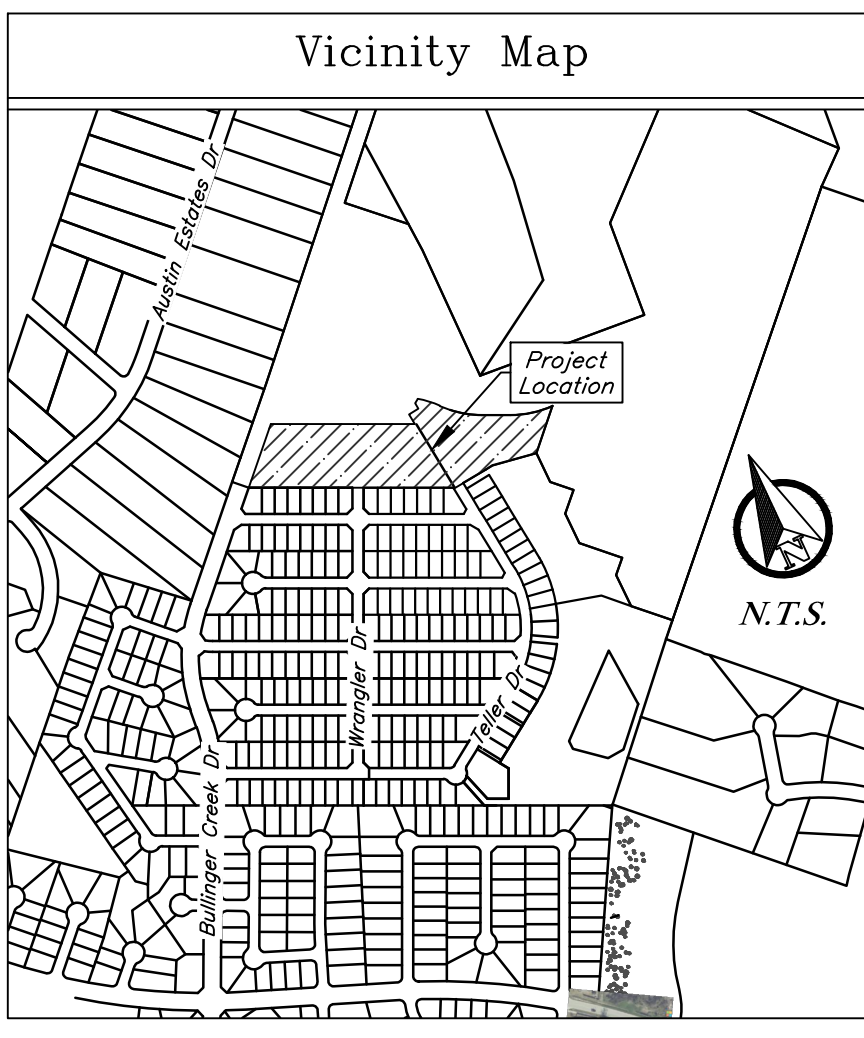 Vicinity Map
Austin Estates Dr
Project
Location
N
N.T.S.
Wrangler Dr
Teller Dr
Bullinger Creek Dr